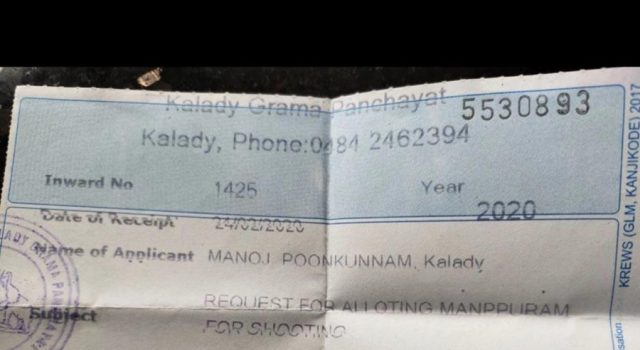 Kalady Grama Panchayat
5530893
Kalady, Phone:0484 2462394
Inward No 1425 Year 2020
Date of Receipt 24/02/2020
Name of Applicant MANOJ POONKUNNAM, Kalady
Subject REQUEST FOR ALLOTING MANPPURAM
FOR SHOOTING
KREWS (GLM, KANJIKODE) 2017